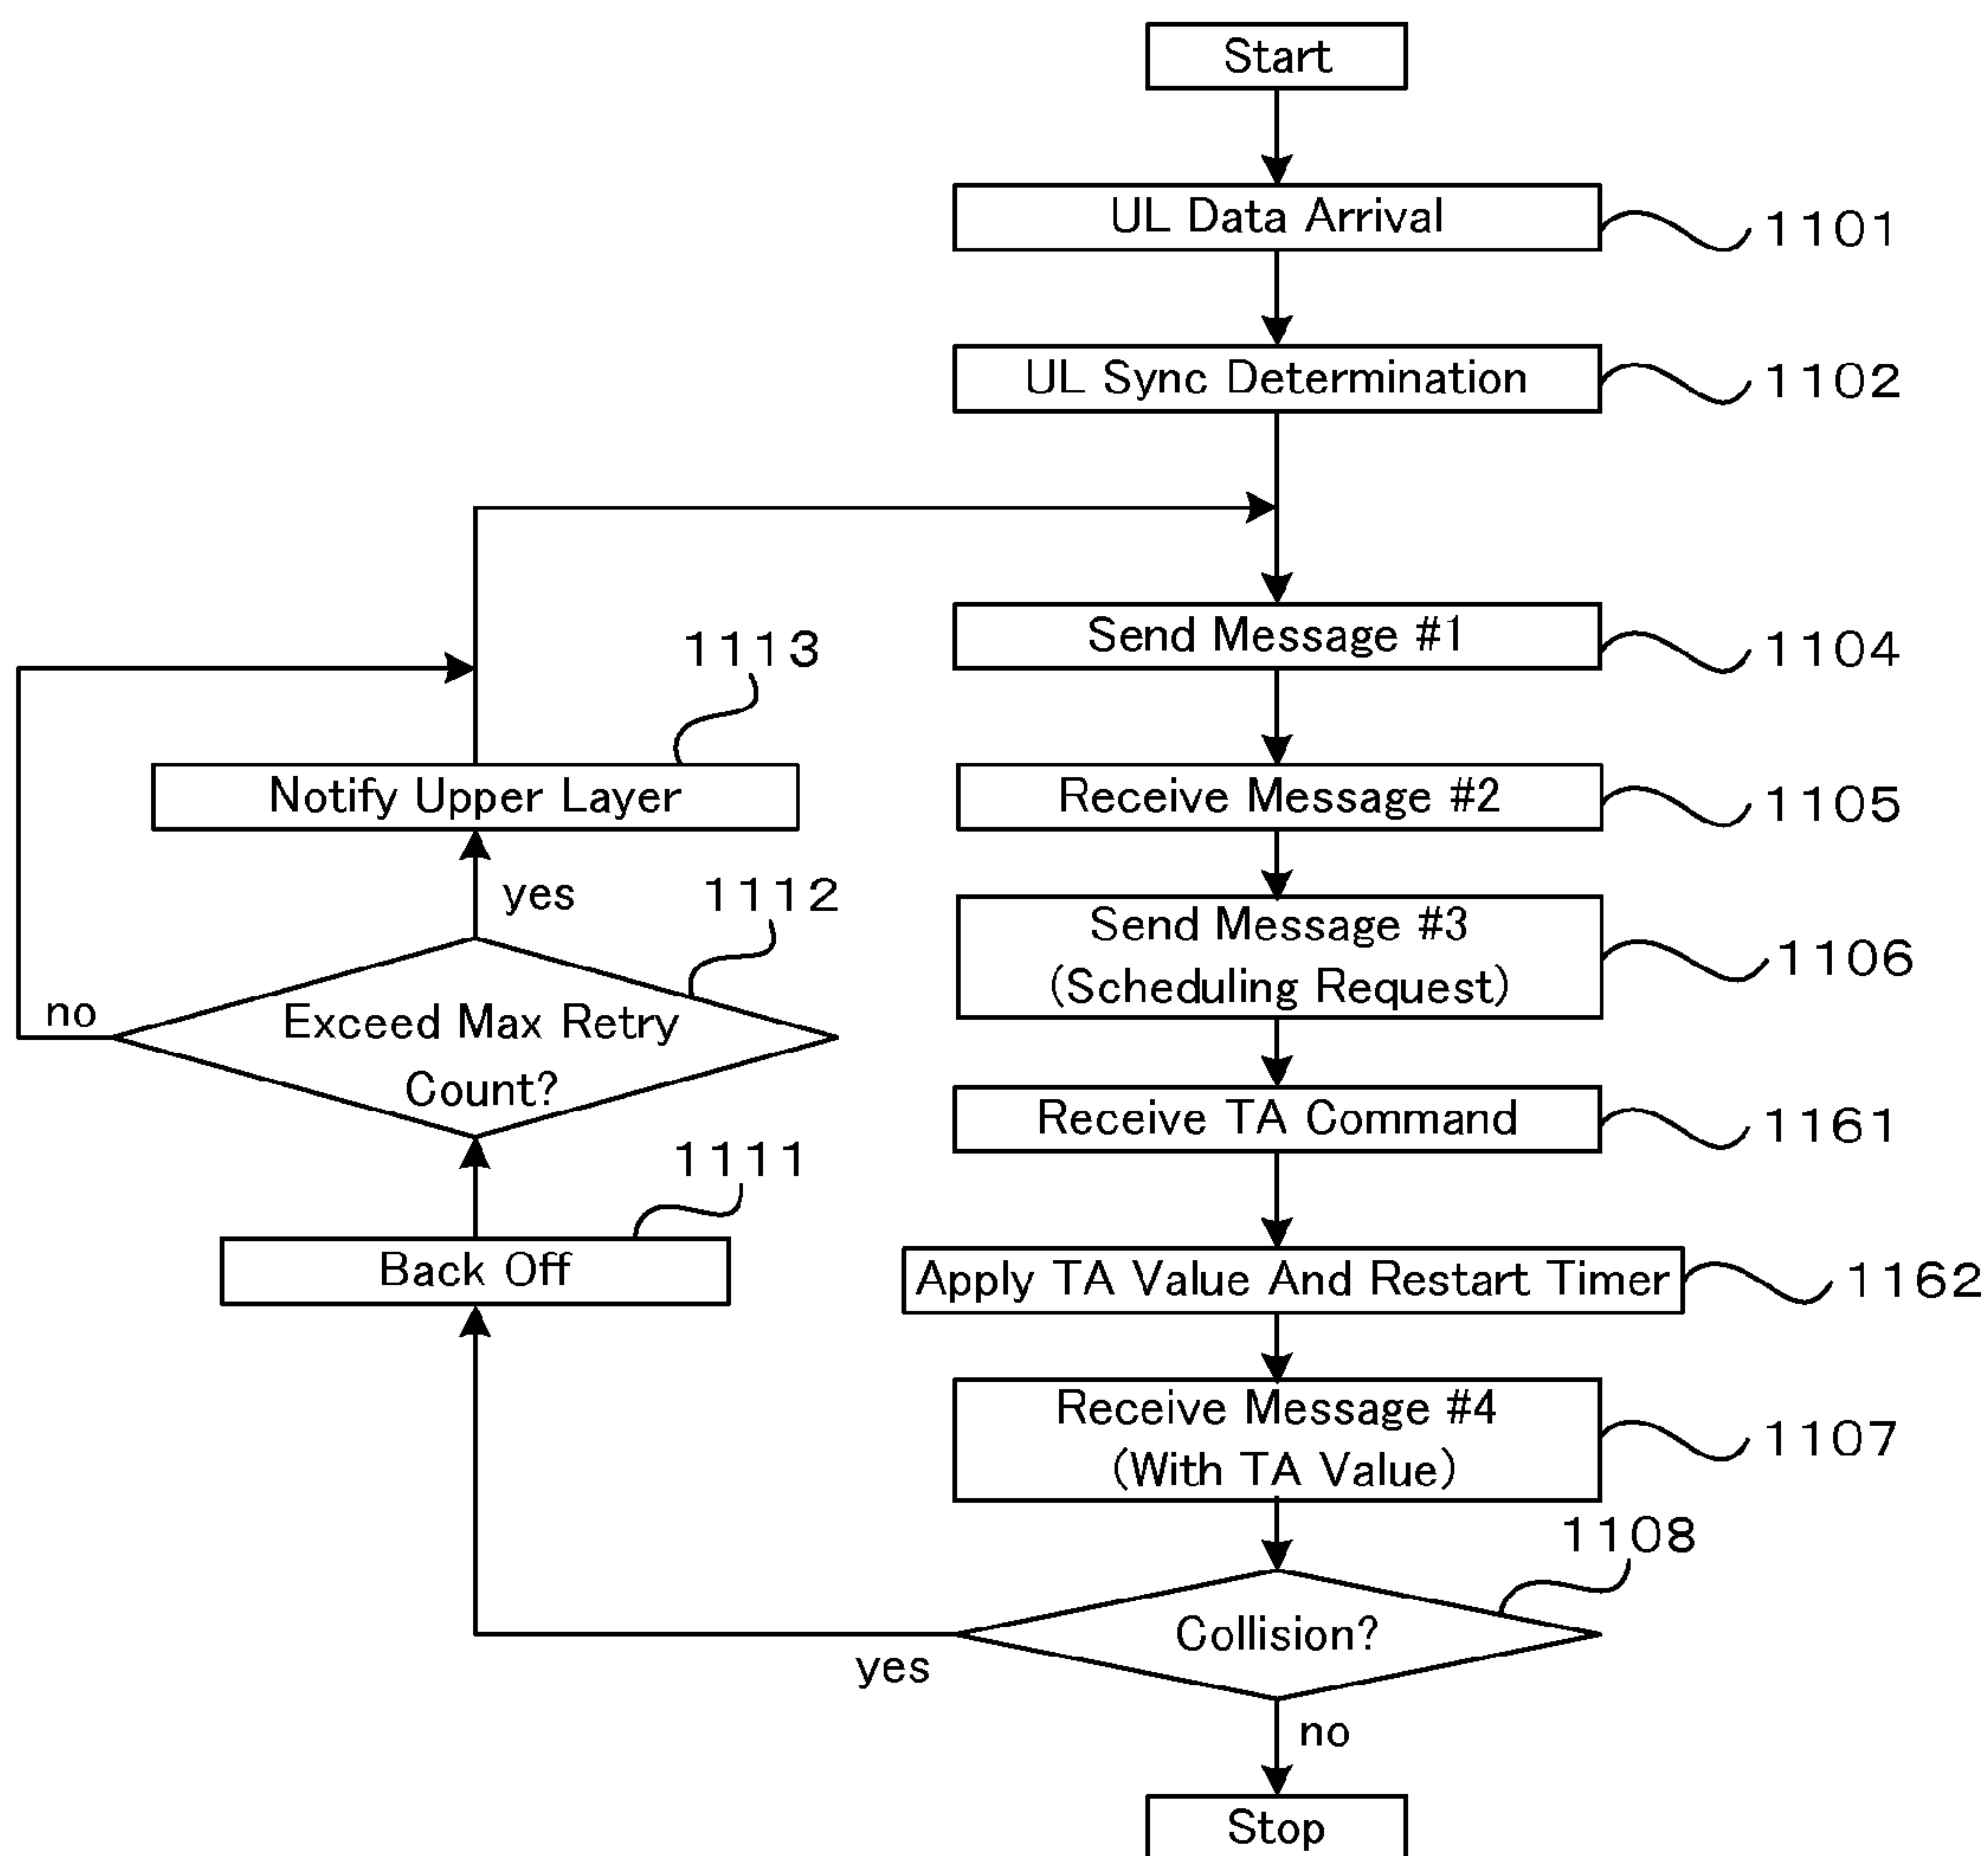 Start
UL Data Arrival
1101
UL Sync Determination
1102
Send Message #1
1104
1113
Notify Upper Layer
Receive Message #2
1105
yes
1112
Send Message #3
(Scheduling Request)
1106
no
Exceed Max Retry
Count?
Receive TA Command
1161
1111
Back Off
Apply TA Value And Restart Timer
1162
Receive Message #4
(With TA Value)
1107
1108
Collision?
yes
no
Stop